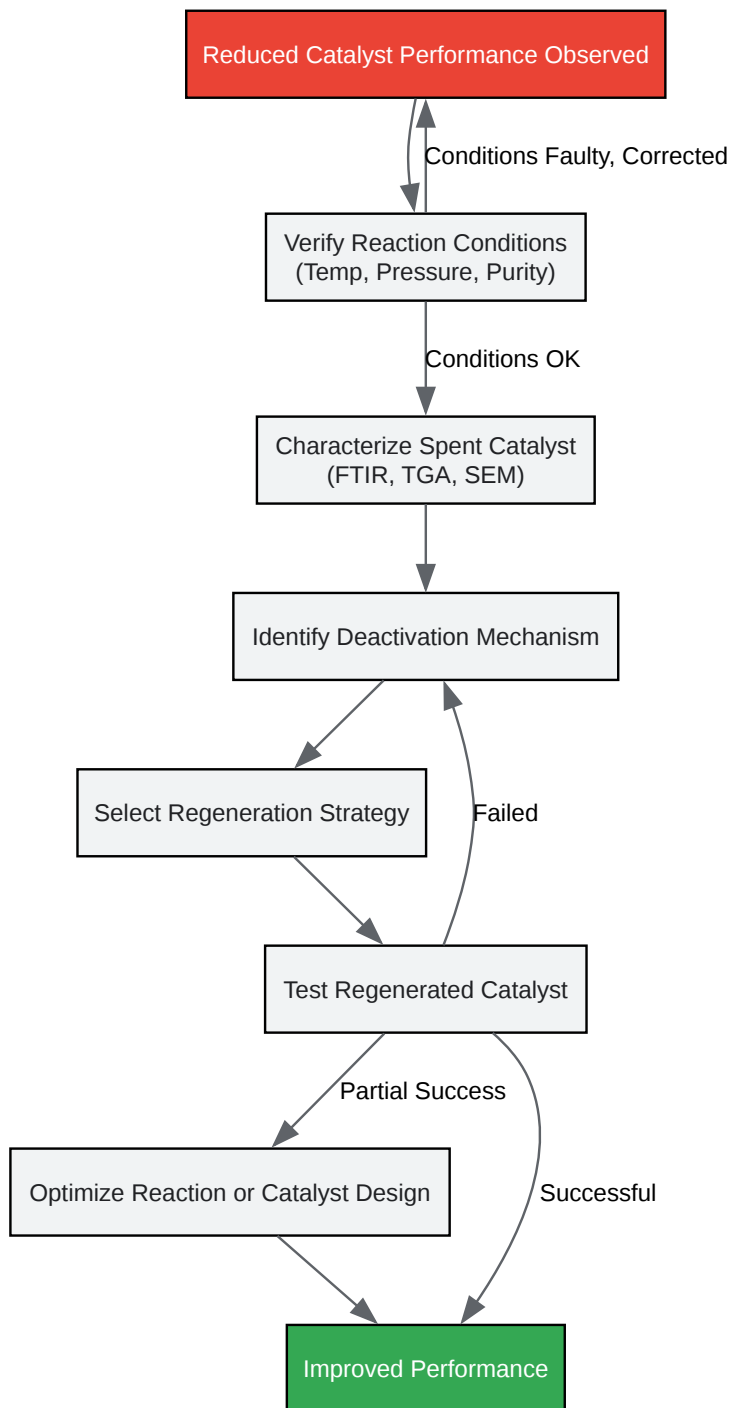 Reduced Catalyst Performance Observed
Conditions Faulty, Corrected
Verify Reaction Conditions
(Temp, Pressure, Purity)
Conditions OK
Characterize Spent Catalyst
(FTIR, TGA, SEM)
Identify Deactivation Mechanism
Select Regeneration Strategy
Failed
Test Regenerated Catalyst
Partial Success
Optimize Reaction or Catalyst Design
Successful
Improved Performance